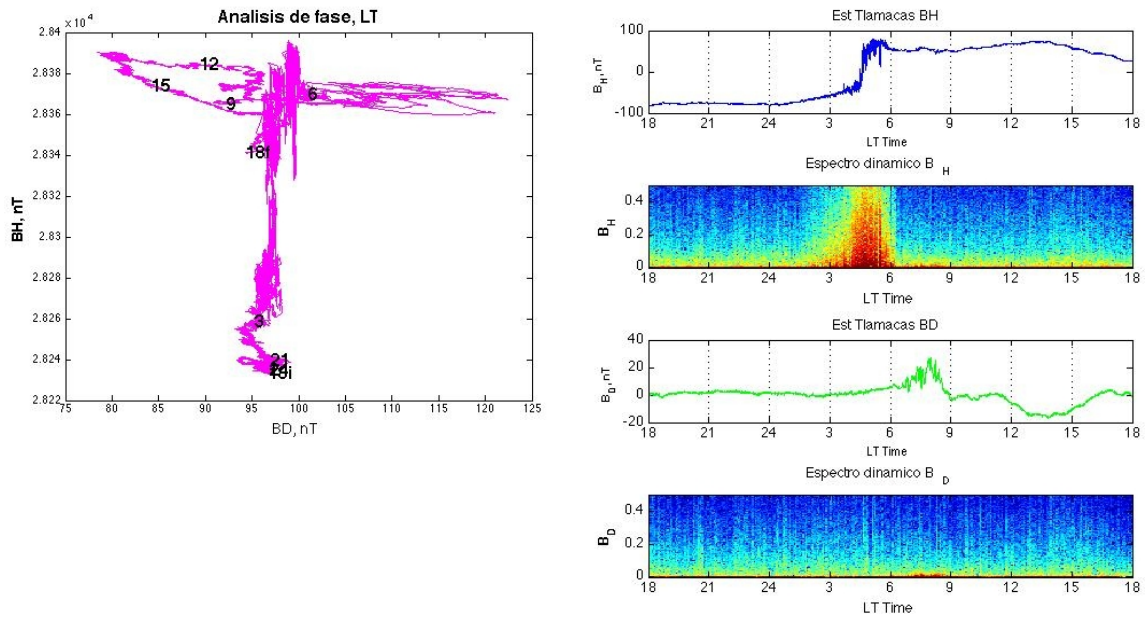 Analisis de fase, LT
x 10⁴
2.84
2.838
2.836
2.834
2.832
2.83
2.828
2.826
2.824
2.822
BH, nT
12
15
9
6
18f
3
21
18i
75 80 85 90 95 100 105 110 115 120 125
BD, nT
Est Tlamacas BH
B_H, nT
100
0
-100
18 21 24 3 6 9 12 15 18
LT Time
Espectro dinamico B_H
B_H
0.4
0.2
0
18 21 24 3 6 9 12 15 18
LT Time
Est Tlamacas BD
B_D, nT
40
20
0
-20
18 21 24 3 6 9 12 15 18
LT Time
Espectro dinamico B_D
B_D
0.4
0.2
0
18 21 24 3 6 9 12 15 18
LT Time